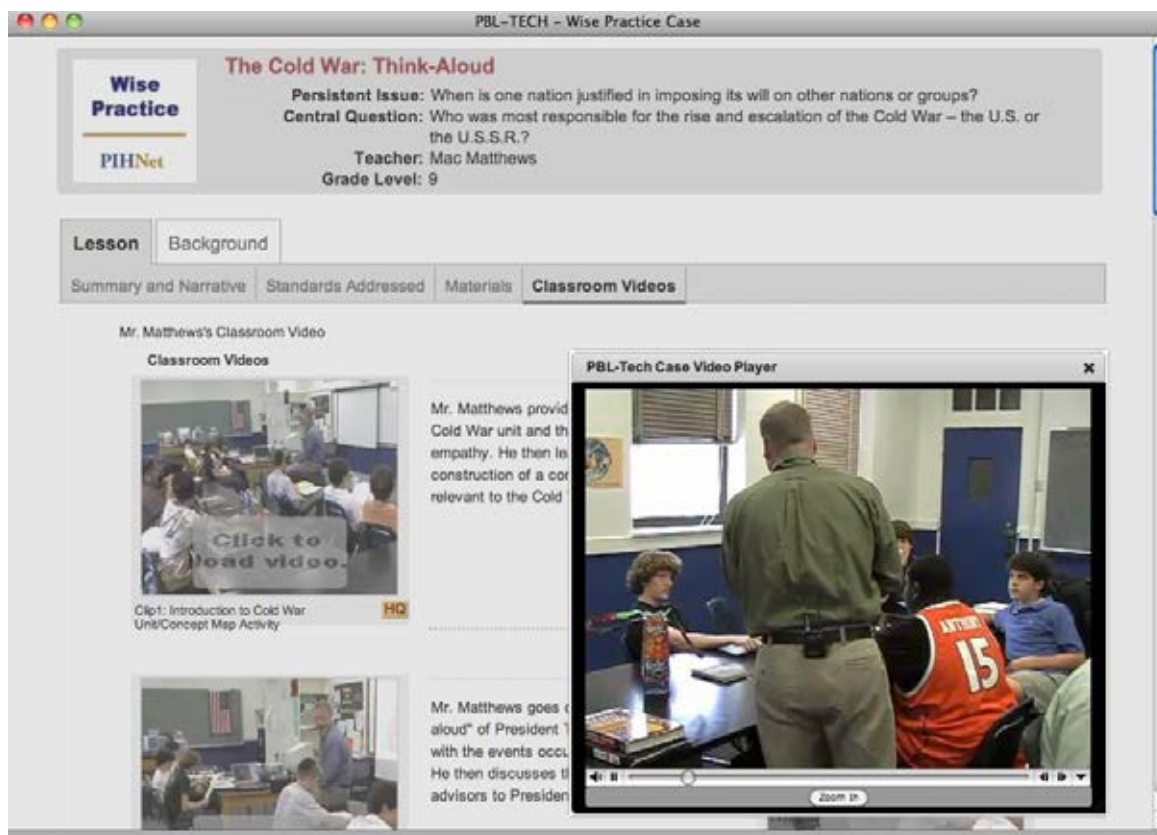 PBL-TECH – Wise Practice Case
Wise
Practice
PIHNet
The Cold War: Think-Aloud
Persistent Issue: When is one nation justified in imposing its will on other nations or groups?
Central Question: Who was most responsible for the rise and escalation of the Cold War – the U.S. or
the U.S.S.R.?
Teacher: Mac Matthews
Grade Level: 9
Lesson
Background
Summary and Narrative
Standards Addressed
Materials
Classroom Videos
Mr. Matthews's Classroom Video
Classroom Videos
Click to
load video.
Clip1: Introduction to Cold War
Unit/Concept Map Activity
HQ
Mr. Matthews provid
Cold War unit and th
empathy. He then le
construction of a cor
relevant to the Cold
Mr. Matthews goes
aloud" of President T
with the events occu
He then discusses t
advisors to Presiden
PBL-Tech Case Video Player
ANTHONY
15
Zoom In